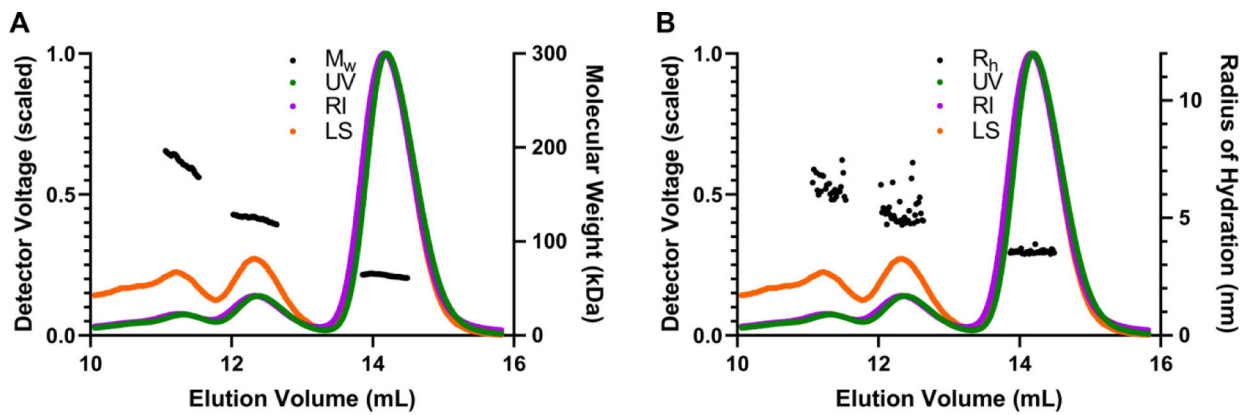 A
Detector Voltage (scaled)
1.0
0.5
0.0
Mw
UV
RI
LS
300
200
100
0
Molecular Weight (kDa)
10
12
14
16
Elution Volume (mL)
B
Detector Voltage (scaled)
1.0
0.5
0.0
Rh
UV
RI
LS
10
5
0
Radius of Hydration (nm)
10
12
14
16
Elution Volume (mL)